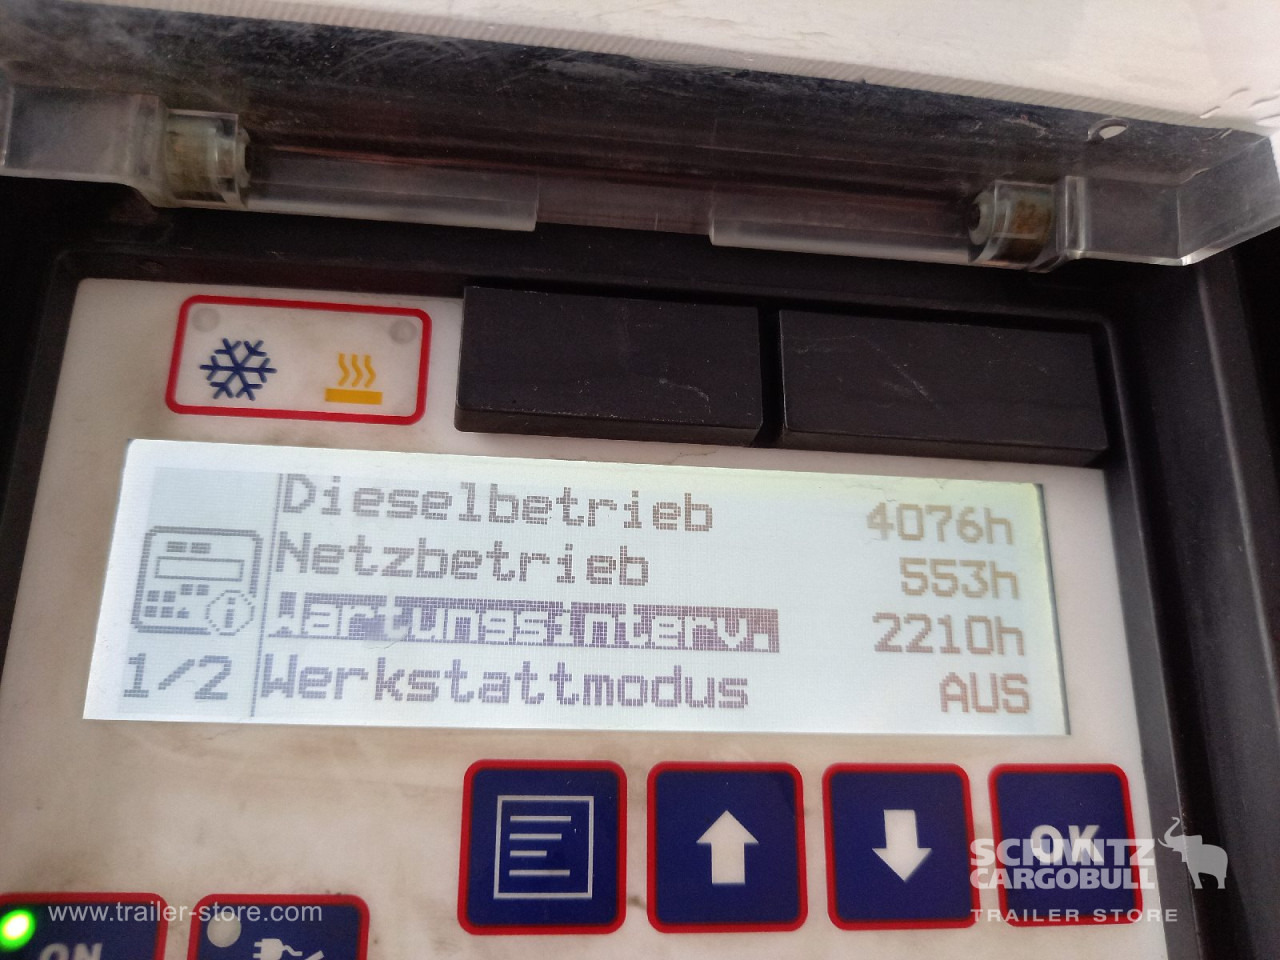 Dieselbetrieb 4076h
Netzbetrieb 553h
Wartungsinterv. 2210h
1/2 Werkstattmodus AUS
OK
SCHMITZ
CARGOBULL
TRAILER STORE
www.trailer-store.com
ON